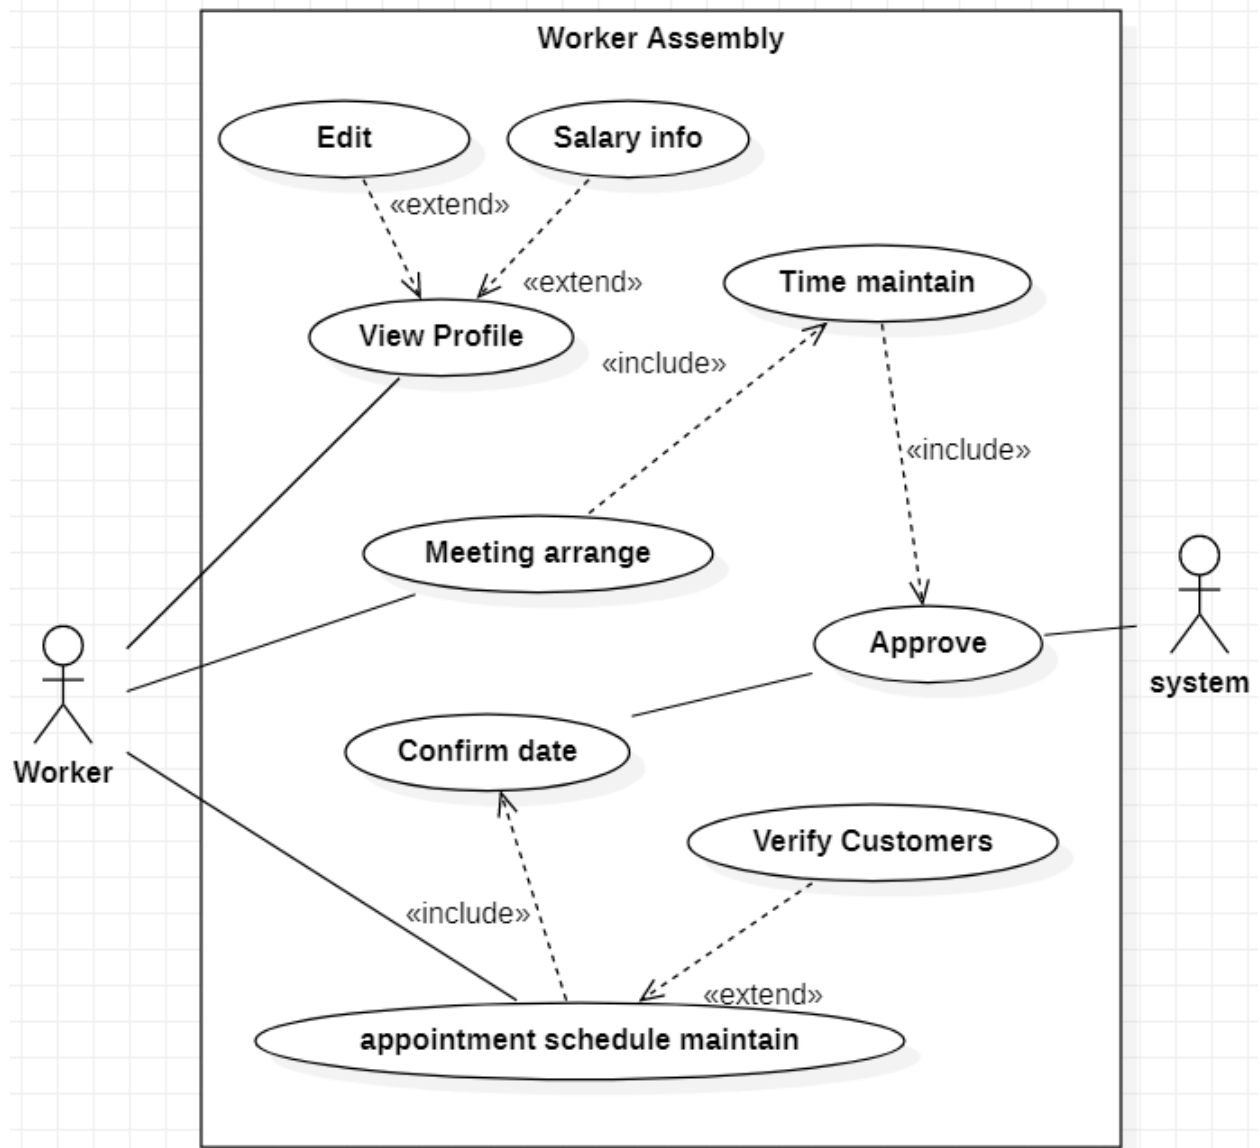 Worker Assembly
Edit
Salary info
«extend»
«extend»
Time maintain
View Profile
«include»
«include»
Meeting arrange
Approve
system
Confirm date
Worker
Verify Customers
«include»
«extend»
appointment schedule maintain